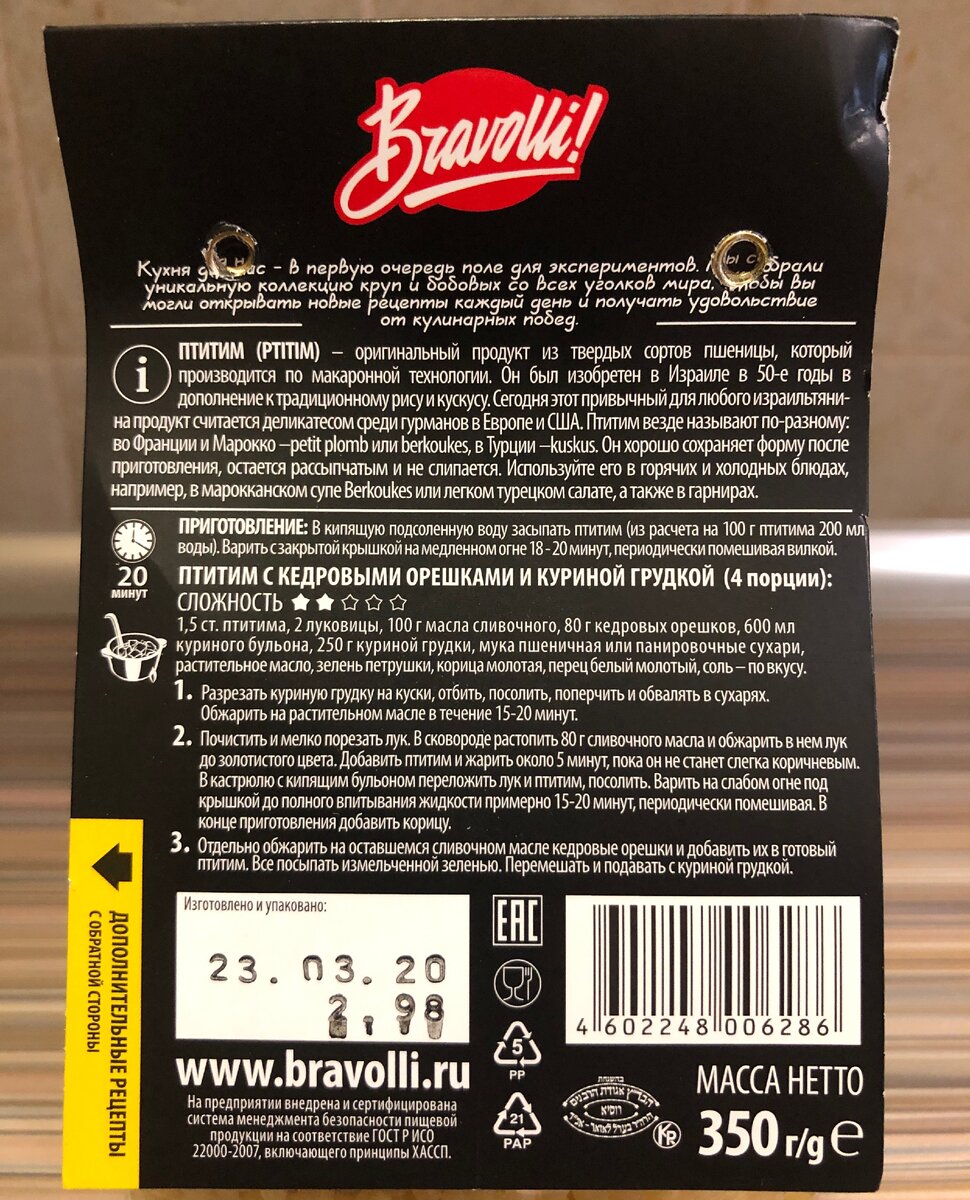 Bravolli!
Кухня для нас – в первую очередь поле для экспериментов. Мы собрали
уникальную коллекцию круп и бобовых со всех уголков мира, чтобы вы
могли открывать новые рецепты каждый день и получать удовольствие
от кулинарных побед.
i
ПТИТИМ (PTITIM) – оригинальный продукт из твердых сортов пшеницы, который
производится по макаронной технологии. Он был изобретен в Израиле в 50-е годы в
дополнение к традиционному рису и кускусу. Сегодня этот привычный для любого израильтяни-
на продукт считается деликатесом среди гурманов в Европе и США. Птитим везде называют по-разному:
во Франции и Марокко –petit plomb или berkoukes, в Турции –kuskus. Он хорошо сохраняет форму после
приготовления, остается рассыпчатым и не слипается. Используйте его в горячих и холодных блюдах,
например, в марокканском супе Berkoukes или легком турецком салате, а также в гарнирах.
20
минут
ПРИГОТОВЛЕНИЕ: В кипящую подсоленную воду засыпать птитим (из расчета на 100 г птитима 200 мл
воды). Варить с закрытой крышкой на медленном огне 18 - 20 минут, периодически помешивая вилкой.
ПТИТИМ С КЕДРОВЫМИ ОРЕШКАМИ И КУРИНОЙ ГРУДКОЙ (4 порции):
СЛОЖНОСТЬ
1,5 ст. птитима, 2 луковицы, 100 г масла сливочного, 80 г кедровых орешков, 600 мл
куриного бульона, 250 г куриной грудки, мука пшеничная или панировочные сухари,
растительное масло, зелень петрушки, корица молотая, перец белый молотый, соль – по вкусу.
1. Разрезать куриную грудку на куски, отбить, посолить, поперчить и обвалять в сухарях.
Обжарить на растительном масле в течение 15-20 минут.
2. Почистить и мелко порезать лук. В сковороде растопить 80 г сливочного масла и обжарить в нем лук
до золотистого цвета. Добавить птитим и жарить около 5 минут, пока он не станет слегка коричневым.
В кастрюлю с кипящим бульоном переложить лук и птитим, посолить. Варить на слабом огне под
крышкой до полного впитывания жидкости примерно 15-20 минут, периодически помешивая. В
конце приготовления добавить корицу.
3. Отдельно обжарить на оставшемся сливочном масле кедровые орешки и добавить их в готовый
птитим. Все посыпать измельченной зеленью. Перемешать и подавать с куриной грудкой.
ДОПОЛНИТЕЛЬНЫЕ РЕЦЕПТЫ
С ОБРАТНОЙ СТОРОНЫ
Изготовлено и упаковано:
23. 03. 20
2, 98
EAC
5
PP
21
PAP
4 602248 006286
www.bravolli.ru
На предприятии внедрена и сертифицирована
система менеджмента безопасности пищевой
продукции на соответствие ГОСТ Р ИСО
22000-2007, включающего принципы ХАССП.
בהשגחת
רוסיא
KR
МАССА НЕТТО
350 г/g e